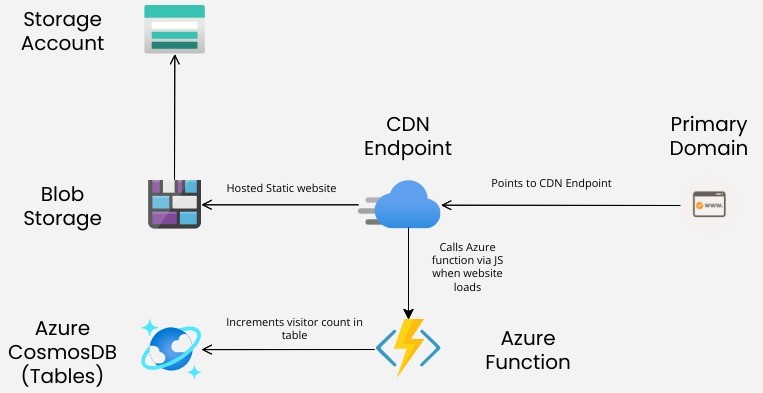 Storage
Account
CDN
Endpoint
Primary
Domain
Blob
Storage
Hosted Static website
Points to CDN Endpoint
www.
Calls Azure
function via JS
when website
loads
Azure
CosmosDB
(Tables)
Increments visitor count in
table
Azure
Function